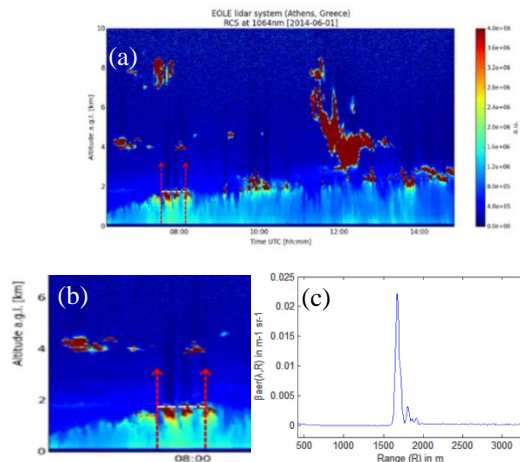 EOLE lidar system (Athens, Greece)
RCS at 1064nm [2014-06-01]
(a)
Altitude a.g.l. [km]
10
8
6
4
2
0
08:00
10:00
12:00
14:00
Time UTC [hh:mm]
4.0e+06
3.6e+06
3.2e+06
2.8e+06
2.4e+06
2.0e+06
1.6e+06
1.2e+06
8.0e+05
4.0e+05
0.0e+00
a.u.
(b)
Altitude a.g.l. [km]
6
4
2
0
08:00
(c)
βaer(λ,R) in m-1 sr-1
0.025
0.02
0.015
0.01
0.005
0
500
1000
1500
2000
2500
3000
Range (R) in m